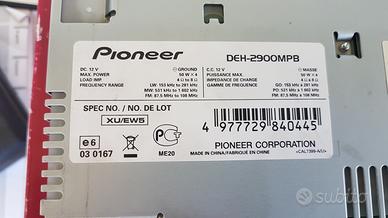 Pioneer DEH-2900MPB
DC. 12 V C.C. 12 V MASSE
MAX. POWER 50 W X 4 PUISSANCE MAX. 50 W X 4
LOAD IMP. 4 Ω TO 8 Ω IMPEDANCE DE CHARGE 4 Ω À 8 Ω
FREQUENCY RANGE LW: 153 kHz to 281 kHz GAMME DE FREQUENCE GO: 153 kHz à 281 kHz
MW: 531 kHz to 1 602 kHz PO: 531 kHz à 1 602 kHz
FM: 87.5 MHz to 108 MHz FM: 87.5 MHz à 108 MHz
SPEC NO. / NO. DE LOT
XU/EW5
e6
03 0167
ME20
4 977729 840445
PIONEER CORPORATION
MADE IN CHINA/FABRIQUÉ EN CHINE
<CAL7399-A/U>
subito